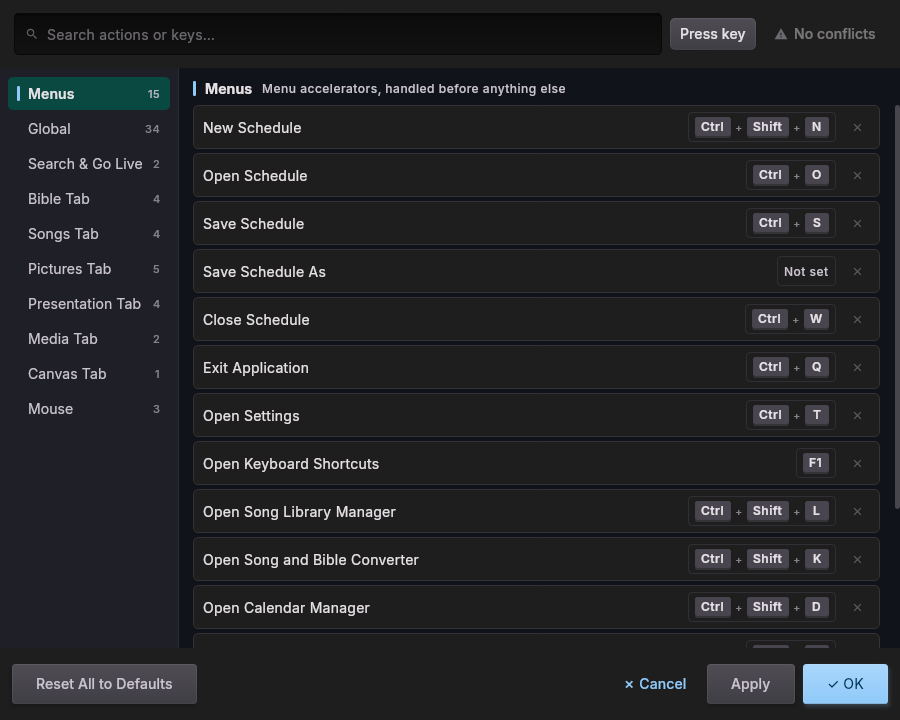 Search actions or keys...
Press key
No conflicts
Menus 15
Global 34
Search & Go Live 2
Bible Tab 4
Songs Tab 4
Pictures Tab 5
Presentation Tab 4
Media Tab 2
Canvas Tab 1
Mouse 3
Menus Menu accelerators, handled before anything else
New Schedule Ctrl + Shift + N ×
Open Schedule Ctrl + O ×
Save Schedule Ctrl + S ×
Save Schedule As Not set ×
Close Schedule Ctrl + W ×
Exit Application Ctrl + Q ×
Open Settings Ctrl + T ×
Open Keyboard Shortcuts F1 ×
Open Song Library Manager Ctrl + Shift + L ×
Open Song and Bible Converter Ctrl + Shift + K ×
Open Calendar Manager Ctrl + Shift + D ×
Reset All to Defaults
× Cancel
Apply
✓ OK